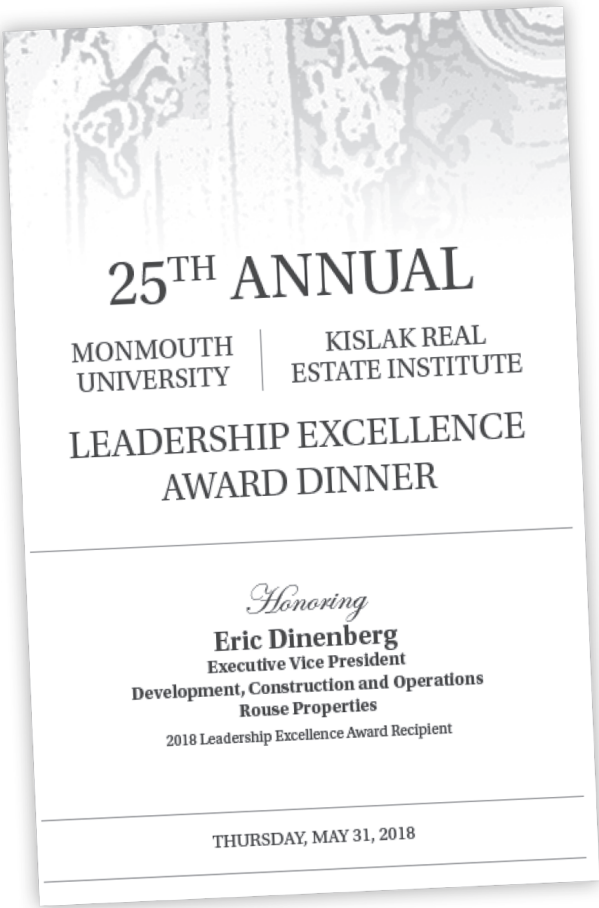 25TH ANNUAL
MONMOUTH
UNIVERSITY
KISLAK REAL
ESTATE INSTITUTE
LEADERSHIP EXCELLENCE
AWARD DINNER
Honoring
Eric Dinenberg
Executive Vice President
Development, Construction and Operations
Rouse Properties
2018 Leadership Excellence Award Recipient
THURSDAY, MAY 31, 2018